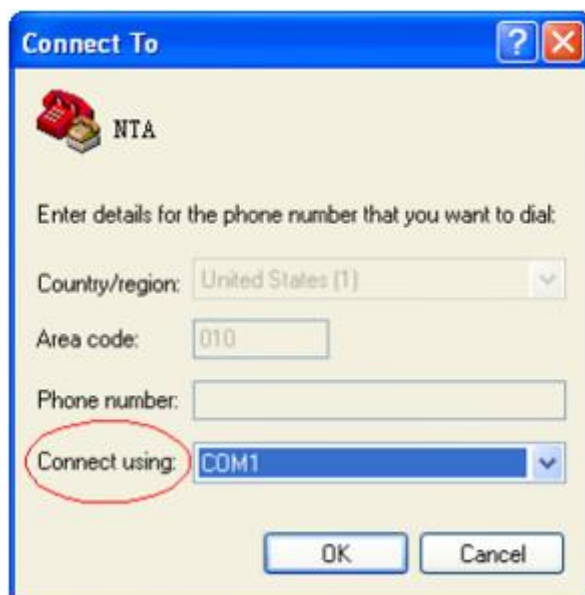 Connect To
NTA
Enter details for the phone number that you want to dial:
Country/region: United States (1)
Area code: 010
Phone number:
Connect using: COM1
OK Cancel